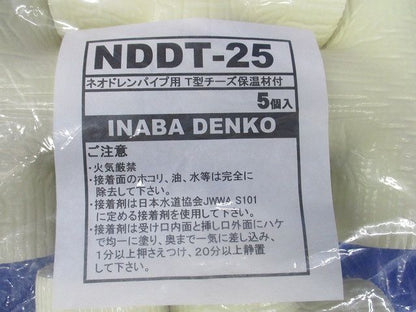 NDDT-25
ネオドレンパイプ用 T型チーズ保温材付
5個入
INABA DENKO
ご注意
・火気厳禁
・接着面のホコリ、油、水等は完全に
除去して下さい。
・接着剤は日本水道協会JWWA S101
に定める接着剤を使用して下さい。
・接着剤は受け口内面と挿し口外面にハケ
で均一に塗り、奥まで一気に差し込み、
1分以上押さえつけ、20分以上静置
して下さい。